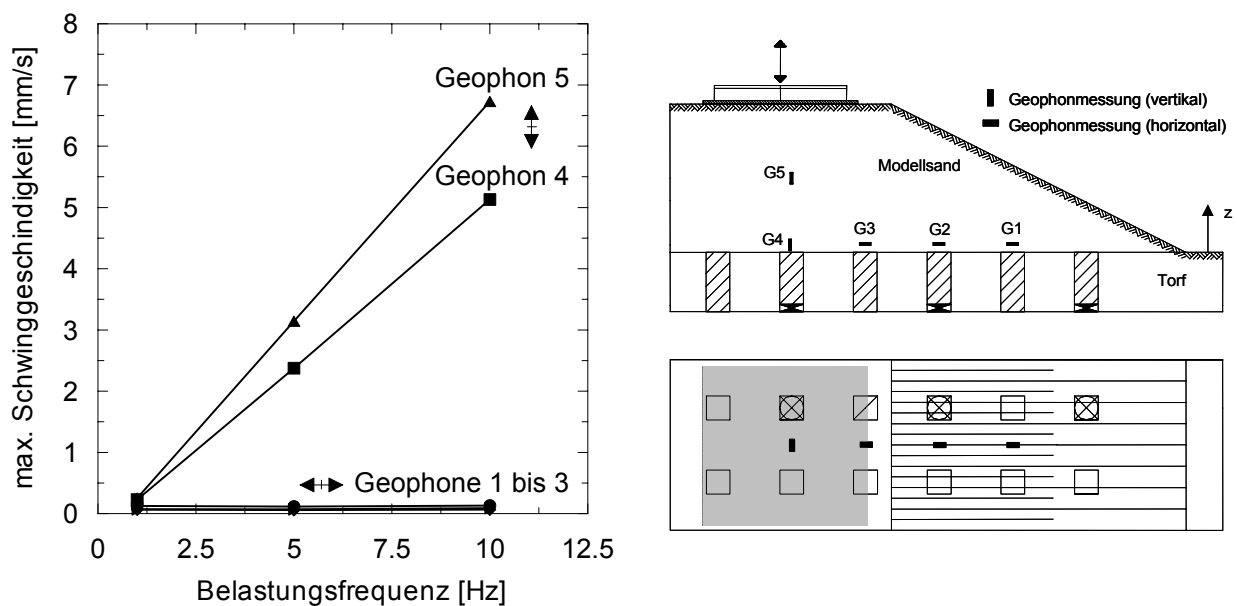 max. Schwinggeschindigkeit [mm/s]
8
7
6
5
4
3
2
1
0
Geophon 5
Geophon 4
Geophone 1 bis 3
0
2.5
5
7.5
10
12.5
Belastungsfrequenz [Hz]
Geophonmessung (vertikal)
Geophonmessung (horizontal)
Modellsand
G5
G4
G3
G2
G1
z
Torf